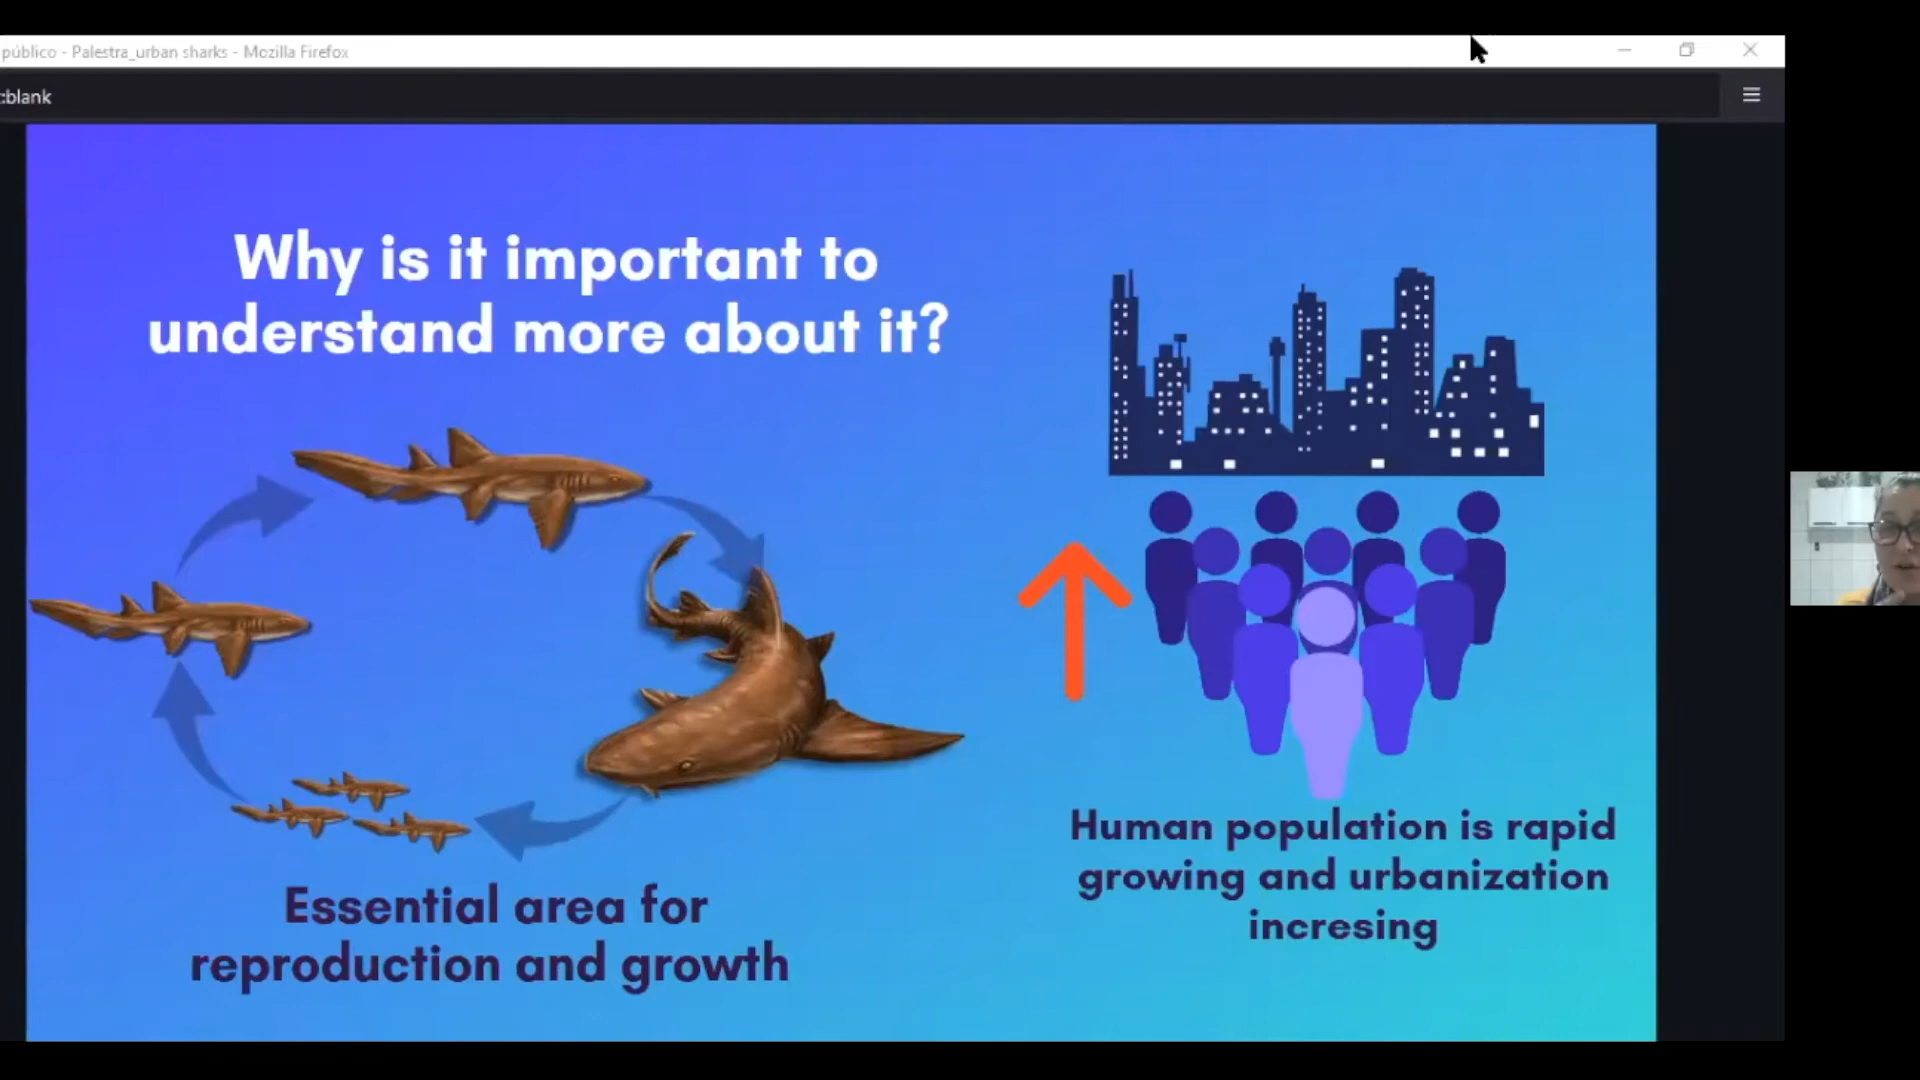 público - Palestra_urban sharks - Mozilla Firefox
:blank
Why is it important to
understand more about it?
Essential area for
reproduction and growth
Human population is rapid
growing and urbanization
incresing